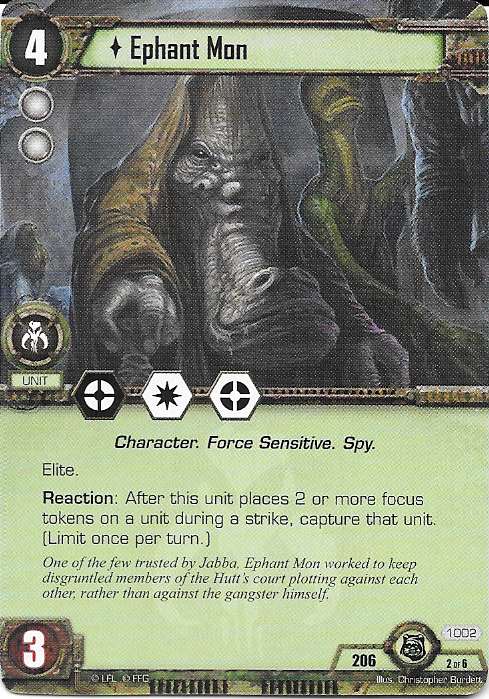 4
Ephant Mon
UNIT
Character. Force Sensitive. Spy.
Elite.
Reaction: After this unit places 2 or more focus
tokens on a unit during a strike, capture that unit.
(Limit once per turn.)
One of the few trusted by Jabba, Ephant Mon worked to keep
disgruntled members of the Hutt's court plotting against each
other, rather than against the gangster himself.
3
© LFL © FFG
206
1002
2 OF 6
Illus. Christopher Burdett